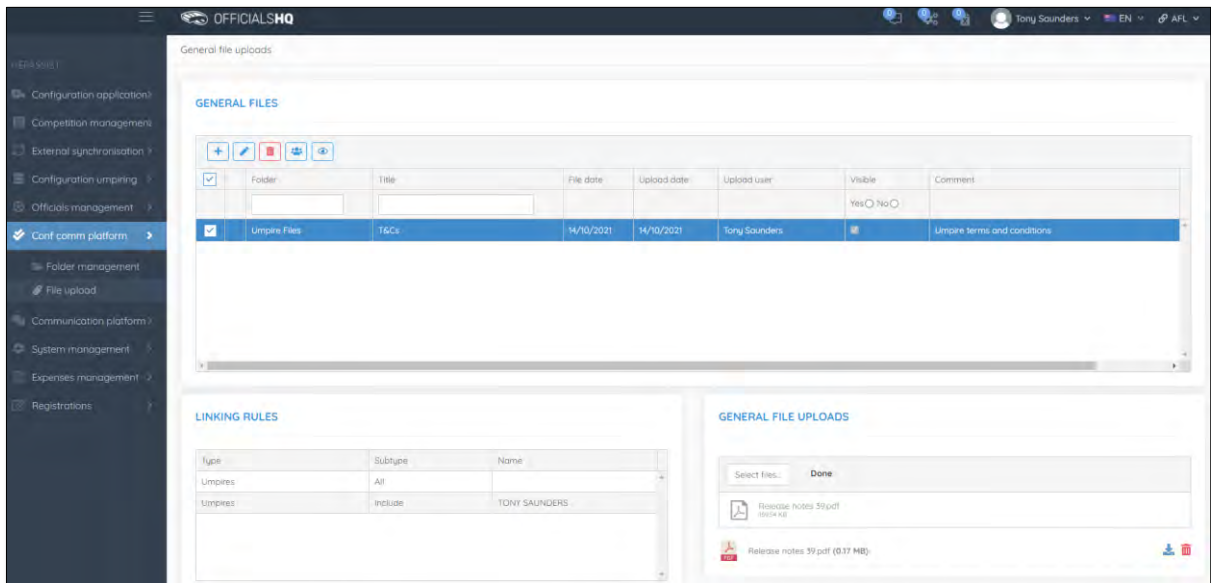 OFFICIALSHQ
0
0
0
Tony Saunders
EN
AFL
General file uploads
Configuration application
Competition management
External synchronisation
Configuration umpiring
Officials management
Conf comm platform
Folder management
File upload
Communication platform
System management
Expenses management
Registrations
GENERAL FILES
Folder Title File date Upload date Upload user Visible Comment
Yes No
Umpire Files T&Cs 14/10/2021 14/10/2021 Tony Saunders Umpire terms and conditions
LINKING RULES
Type Subtype Name
Umpires All
Umpires Include TONY SAUNDERS
GENERAL FILE UPLOADS
Select files... Done
Release notes 39.pdf
Release notes 39.pdf (0.17 MB)